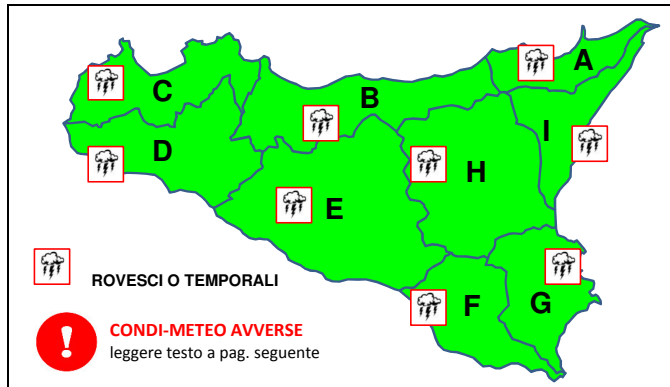 A
B
C
I
D
H
E
F
G
ROVESCI O TEMPORALI
CONDI-METEO AVVERSE
leggere testo a pag. seguente